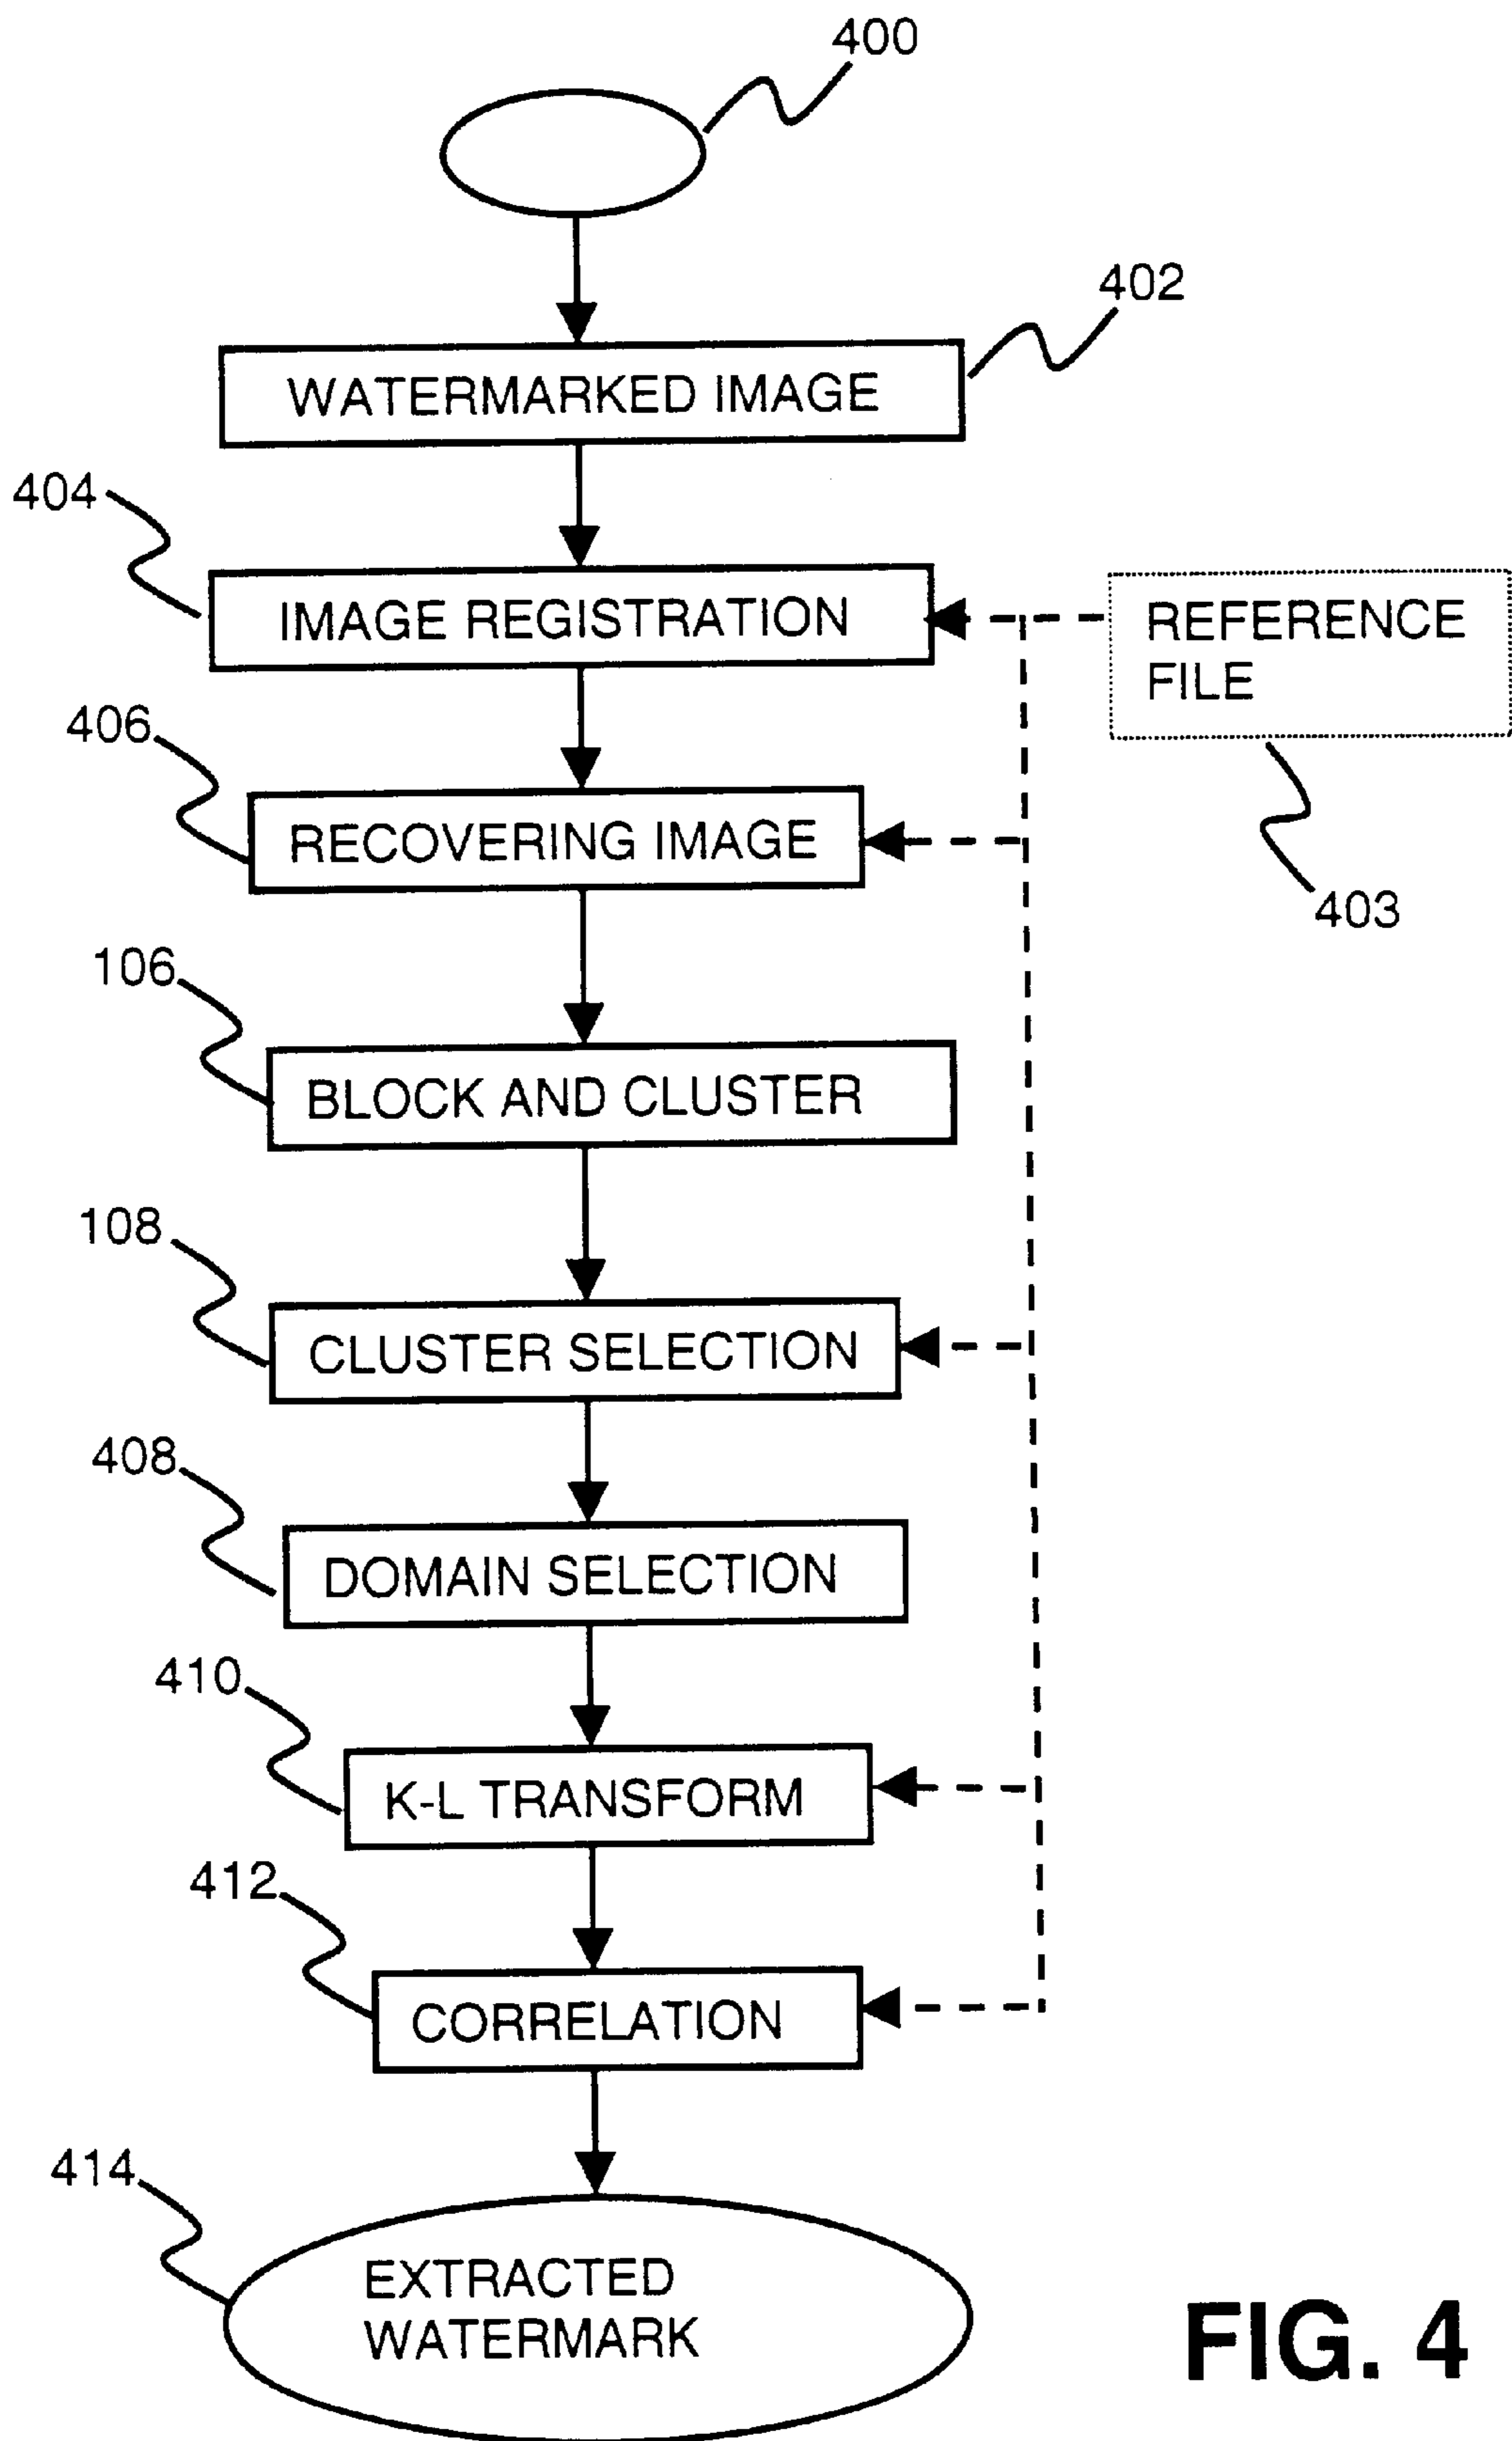 400
402
WATERMARKED IMAGE
404
IMAGE REGISTRATION
REFERENCE
FILE
406
RECOVERING IMAGE
403
106
BLOCK AND CLUSTER
108
CLUSTER SELECTION
408
DOMAIN SELECTION
410
K-L TRANSFORM
412
CORRELATION
414
EXTRACTED
WATERMARK
FIG. 4